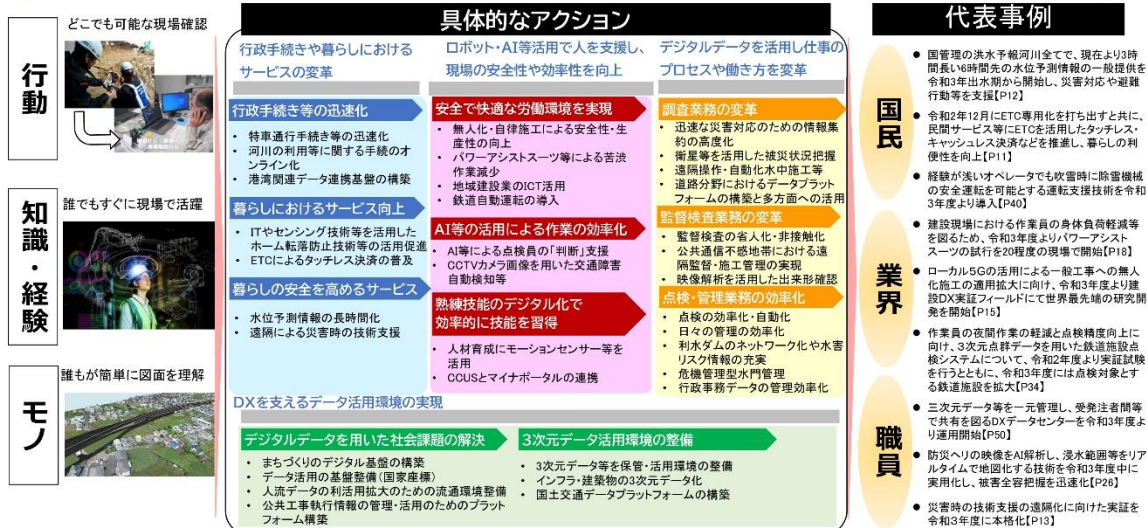 どこでも可能な現場確認
行動
誰でもすぐに現場で活躍
知識・経験
誰もが簡単に図面を理解
モノ
具体的なアクション
行政手続きや暮らしにおける
サービスの変革
行政手続き等の迅速化
• 特車通行手続き等の迅速化
• 河川の利用等に関する手続のオ
ンライン化
• 港湾関連データ連携基盤の構築
暮らしにおけるサービス向上
• ITやセンシング技術等を活用した
ホーム転落防止技術等の活用促進
• ETCによるタッチレス決済の普及
暮らしの安全を高めるサービス
• 水位予測情報の長時間化
• 遠隔による災害時の技術支援
ロボット・AI等活用で人を支援し、
現場の安全性や効率性を向上
安全で快適な労働環境を実現
• 無人化・自律施工による安全性・生
産性の向上
• パワーアシストスーツ等による苦渋
作業減少
• 地域建設業のICT活用
• 鉄道自動運転の導入
AI等の活用による作業の効率化
• AI等による点検員の「判断」支援
• CCTVカメラ画像を用いた交通障害
自動検知等
熟練技能のデジタル化で
効率的に技能を習得
• 人材育成にモーションセンサー等を
活用
• CCUSとマイナポータルの連携
デジタルデータを活用し仕事の
プロセスや働き方を変革
調査業務の変革
• 迅速な災害対応のための情報集
約の高度化
• 衛星等を活用した被災状況把握
• 遠隔操作・自動化水中施工等
• 道路分野におけるデータプラット
フォームの構築と多方面への活用
監督検査業務の変革
• 監督検査の省人化・非接触化
• 公共通信不感地帯における遠
隔監督・施工管理の実現
• 映像解析を活用した出来形確認
点検・管理業務の効率化
• 点検の効率化・自動化
• 日々の管理の効率化
• 利水ダムのネットワーク化や水害
リスク情報の充実
• 危機管理型水門管理
• 行政事務データの管理効率化
DXを支えるデータ活用環境の実現
デジタルデータを用いた社会課題の解決
• まちづくりのデジタル基盤の構築
• データ活用の基盤整備(国家座標)
• 人流データの利活用拡大のための流通環境整備
• 公共工事執行情報の管理・活用のためのプラット
フォーム構築
3次元データ活用環境の整備
• 3次元データ等を保管・活用環境の整備
• インフラ・建築物の3次元データ化
• 国土交通データプラットフォームの構築
代表事例
国民
● 国管理の洪水予報河川全てで、現在より3時
間長い6時間先の水位予測情報の一般提供を
令和3年出水期から開始し、災害対応や避難
行動等を支援【P12】
● 令和2年12月にETC専用化を打ち出すと共に、
民間サービス等にETCを活用したタッチレス・
キャッシュレス決済などを推進し、暮らしの利
便性を向上【P11】
● 経験が浅いオペレータでも吹雪時に除雪機械
の安全運転を可能とする運転支援技術を令和
3年度より導入【P40】
業界
● 建設現場における作業員の身体負荷軽減等
を図るため、令和3年度よりパワーアシスト
スーツの試行を20程度の現場で開始【P18】
● ローカル5Gの活用による一般工事への無人
化施工の適用拡大に向け、令和3年度より建
設DX実証フィールドにて世界最先端の研究開
発を開始【P15】
● 作業員の夜間作業の軽減と点検精度向上に
向け、3次元点群データを用いた鉄道施設点
検システムについて、令和2年度より実証試験
を行うとともに、令和3年度には点検対象とす
る鉄道施設を拡大【P34】
職員
● 三次元データ等を一元管理し、受発注者間等
で共有を図るDXデータセンターを令和3年度よ
り運用開始【P50】
● 防災ヘリの映像をAI解析し、浸水範囲等をリア
ルタイムで地図化する技術を令和3年度中に
実用化し、被害全容把握を迅速化【P26】
● 災害時の技術支援の遠隔化に向けた実証を
令和3年度に本格化【P13】